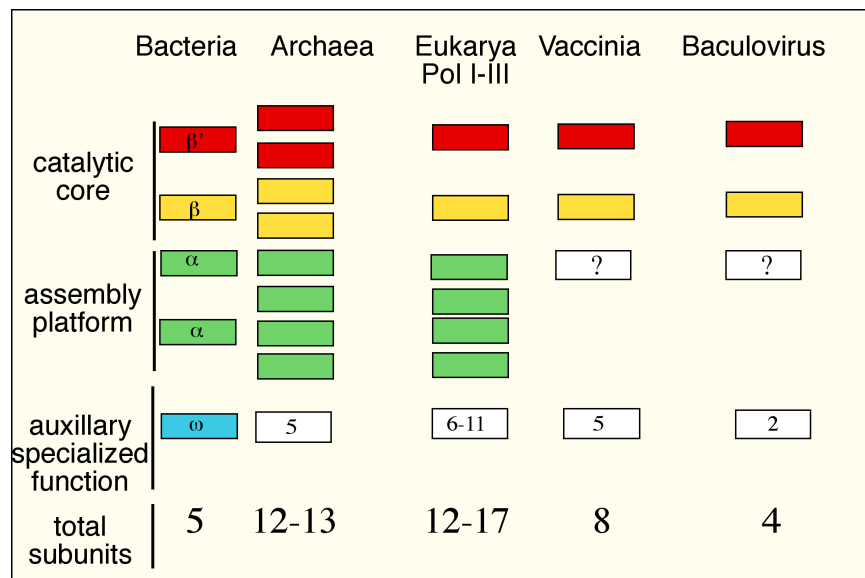 Bacteria Archaea Eukarya Vaccinia Baculovirus
Pol I-III
catalytic
core
β’
β
assembly
platform
α ? ?
α
auxillary
specialized
function
ω 5 6-11 5 2
total
subunits
5 12-13 12-17 8 4